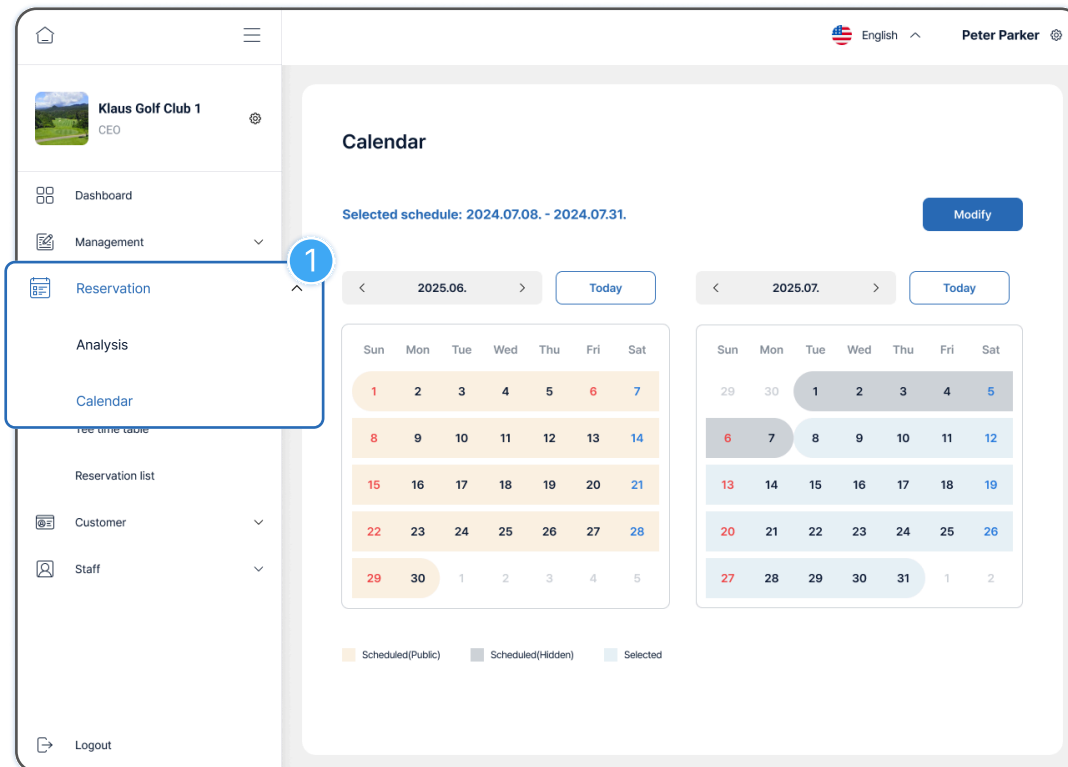 English
Peter Parker
Klaus Golf Club 1
CEO
Dashboard
Management
1
Reservation
Analysis
Calendar
Tee time table
Reservation list
Customer
Staff
Logout
Calendar
Selected schedule: 2024.07.08. - 2024.07.31.
Modify
2025.06.
Today
Sun Mon Tue Wed Thu Fri Sat
1 2 3 4 5 6 7
8 9 10 11 12 13 14
15 16 17 18 19 20 21
22 23 24 25 26 27 28
29 30 1 2 3 4 5
2025.07.
Today
Sun Mon Tue Wed Thu Fri Sat
29 30 1 2 3 4 5
6 7 8 9 10 11 12
13 14 15 16 17 18 19
20 21 22 23 24 25 26
27 28 29 30 31 1 2
Scheduled(Public) Scheduled(Hidden) Selected